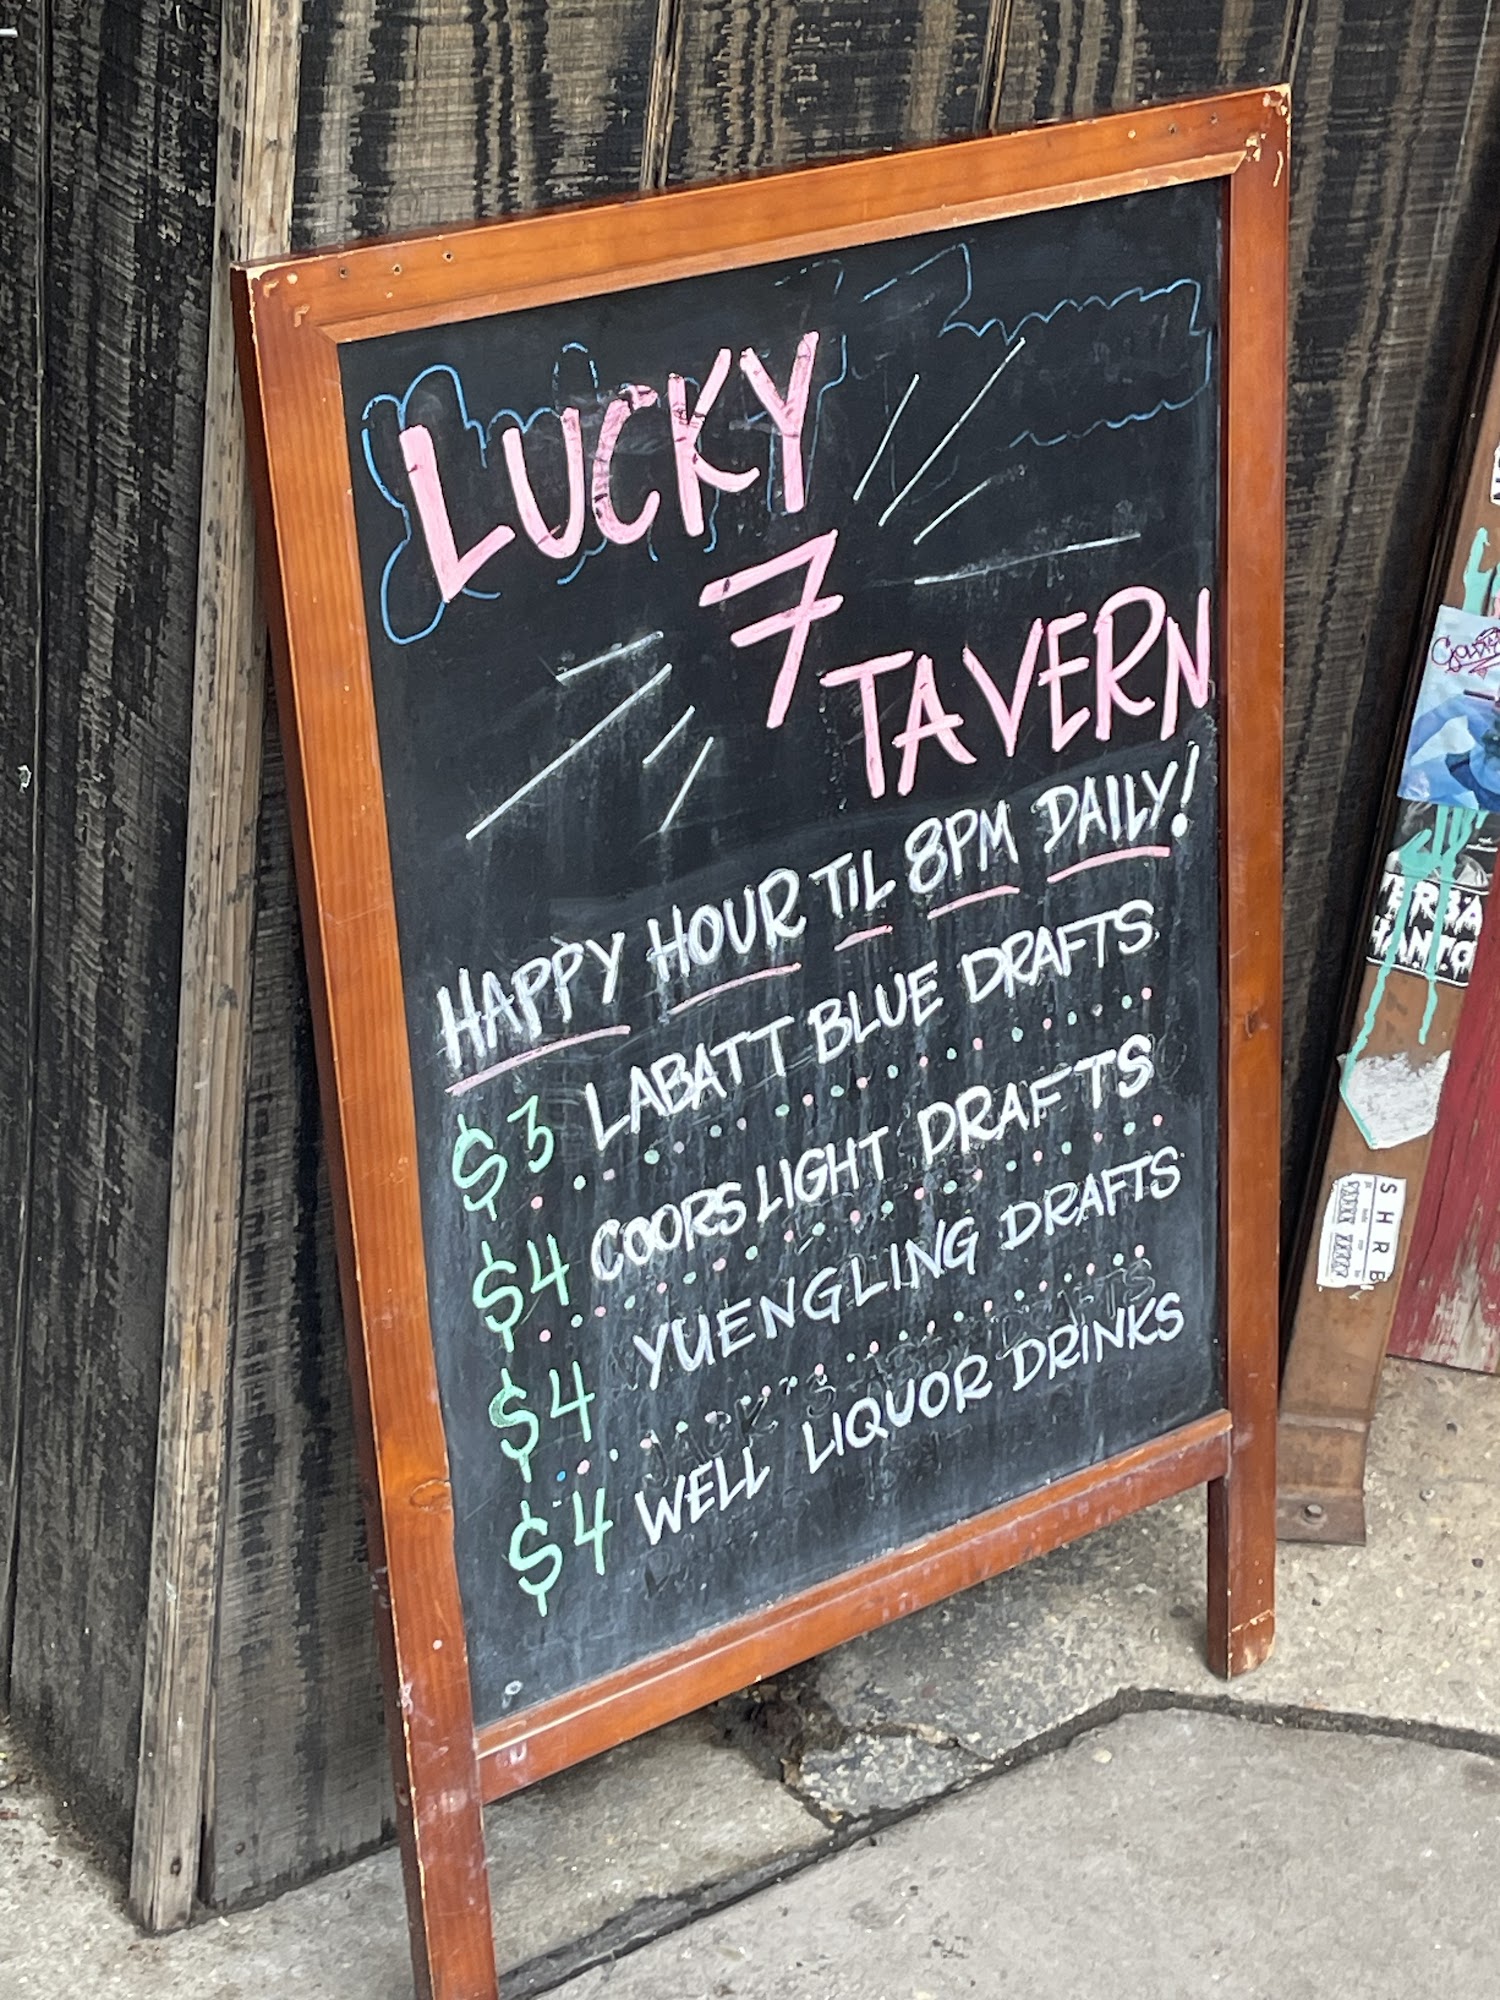 LUCKY
7
TAVERN
HAPPY HOUR TIL 8PM DAILY!
$3 LABATT BLUE DRAFTS
$4 COORS LIGHT DRAFTS
$4 YUENGLING DRAFTS
$4 WELL LIQUOR DRINKS
SHRB